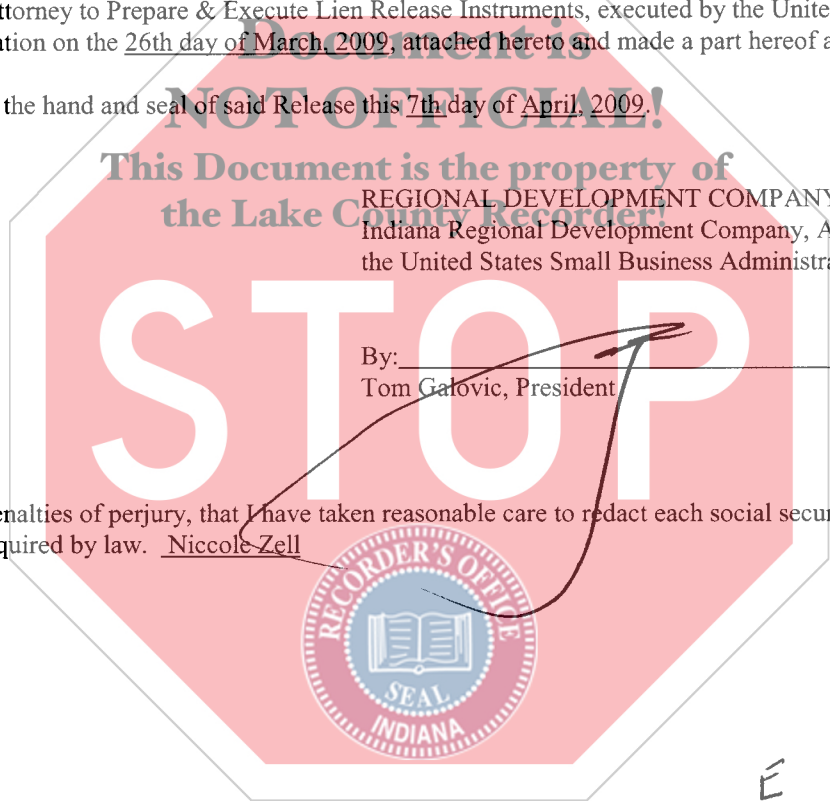 ttorney to Prepare & Execute Lien Release Instruments, executed by the Unite
Document is
ation on the 26th day of March, 2009, attached hereto and made a part hereof a
NOT OFFICIAL!
the hand and seal of said Release this 7th day of April, 2009.
This Document is the property of
the Lake County Recorder!
REGIONAL DEVELOPMENT COMPANY
Indiana Regional Development Company, A
the United States Small Business Administra
STOP
By:
Tom Galovic, President
enalties of perjury, that I have taken reasonable care to redact each social secur
quired by law. Niccole Zell
RECORDER'S OFFICE
SEAL
INDIANA
É